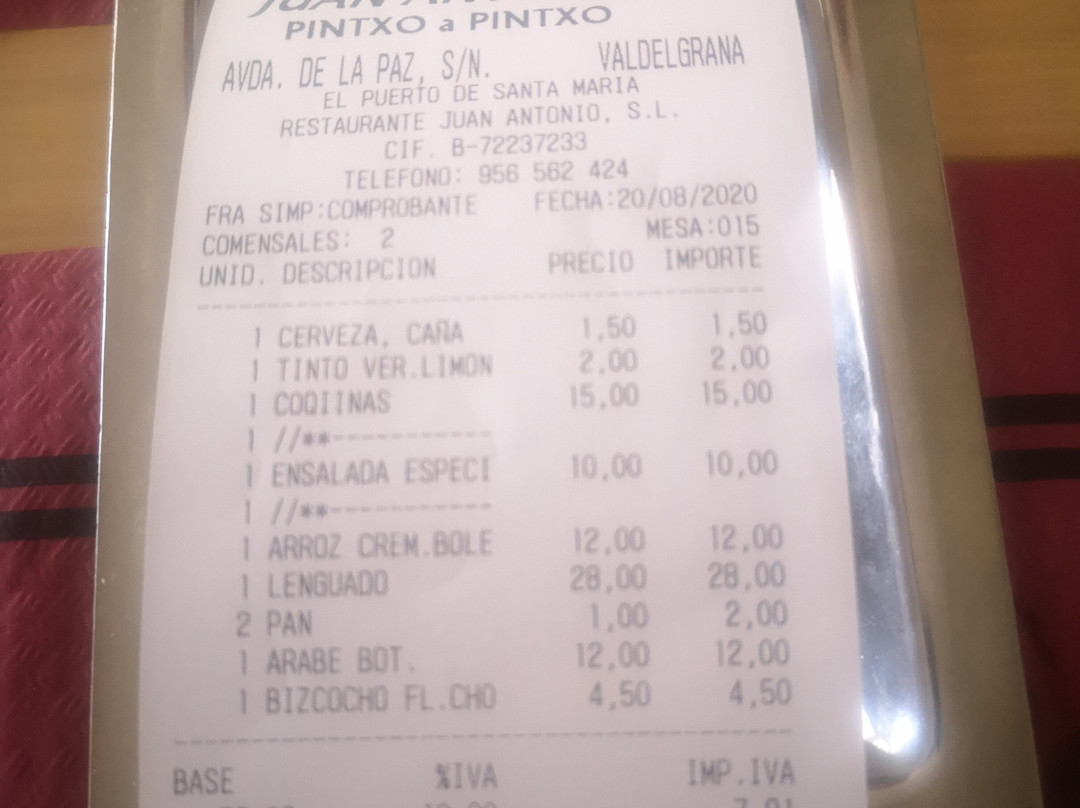 PINTXO a PINTXO
AVDA. DE LA PAZ, S/N. VALDELGRANA
EL PUERTO DE SANTA MARIA
RESTAURANTE JUAN ANTONIO, S.L.
CIF. B-72237233
TELEFONO: 956 562 424
FRA SIMP:COMPROBANTE FECHA:20/08/2020
COMENSALES: 2 MESA:015
UNID. DESCRIPCION PRECIO IMPORTE
1 CERVEZA, CAÑA 1,50 1,50
1 TINTO VER.LIMON 2,00 2,00
1 COQIINAS 15,00 15,00
1 //**-----------
1 ENSALADA ESPECI 10,00 10,00
1 //**-----------
1 ARROZ CREM.BOLE 12,00 12,00
1 LENGUADO 28,00 28,00
2 PAN 1,00 2,00
1 ARABE BOT. 12,00 12,00
1 BIZCOCHO FL.CHO 4,50 4,50
BASE %IVA IMP.IVA